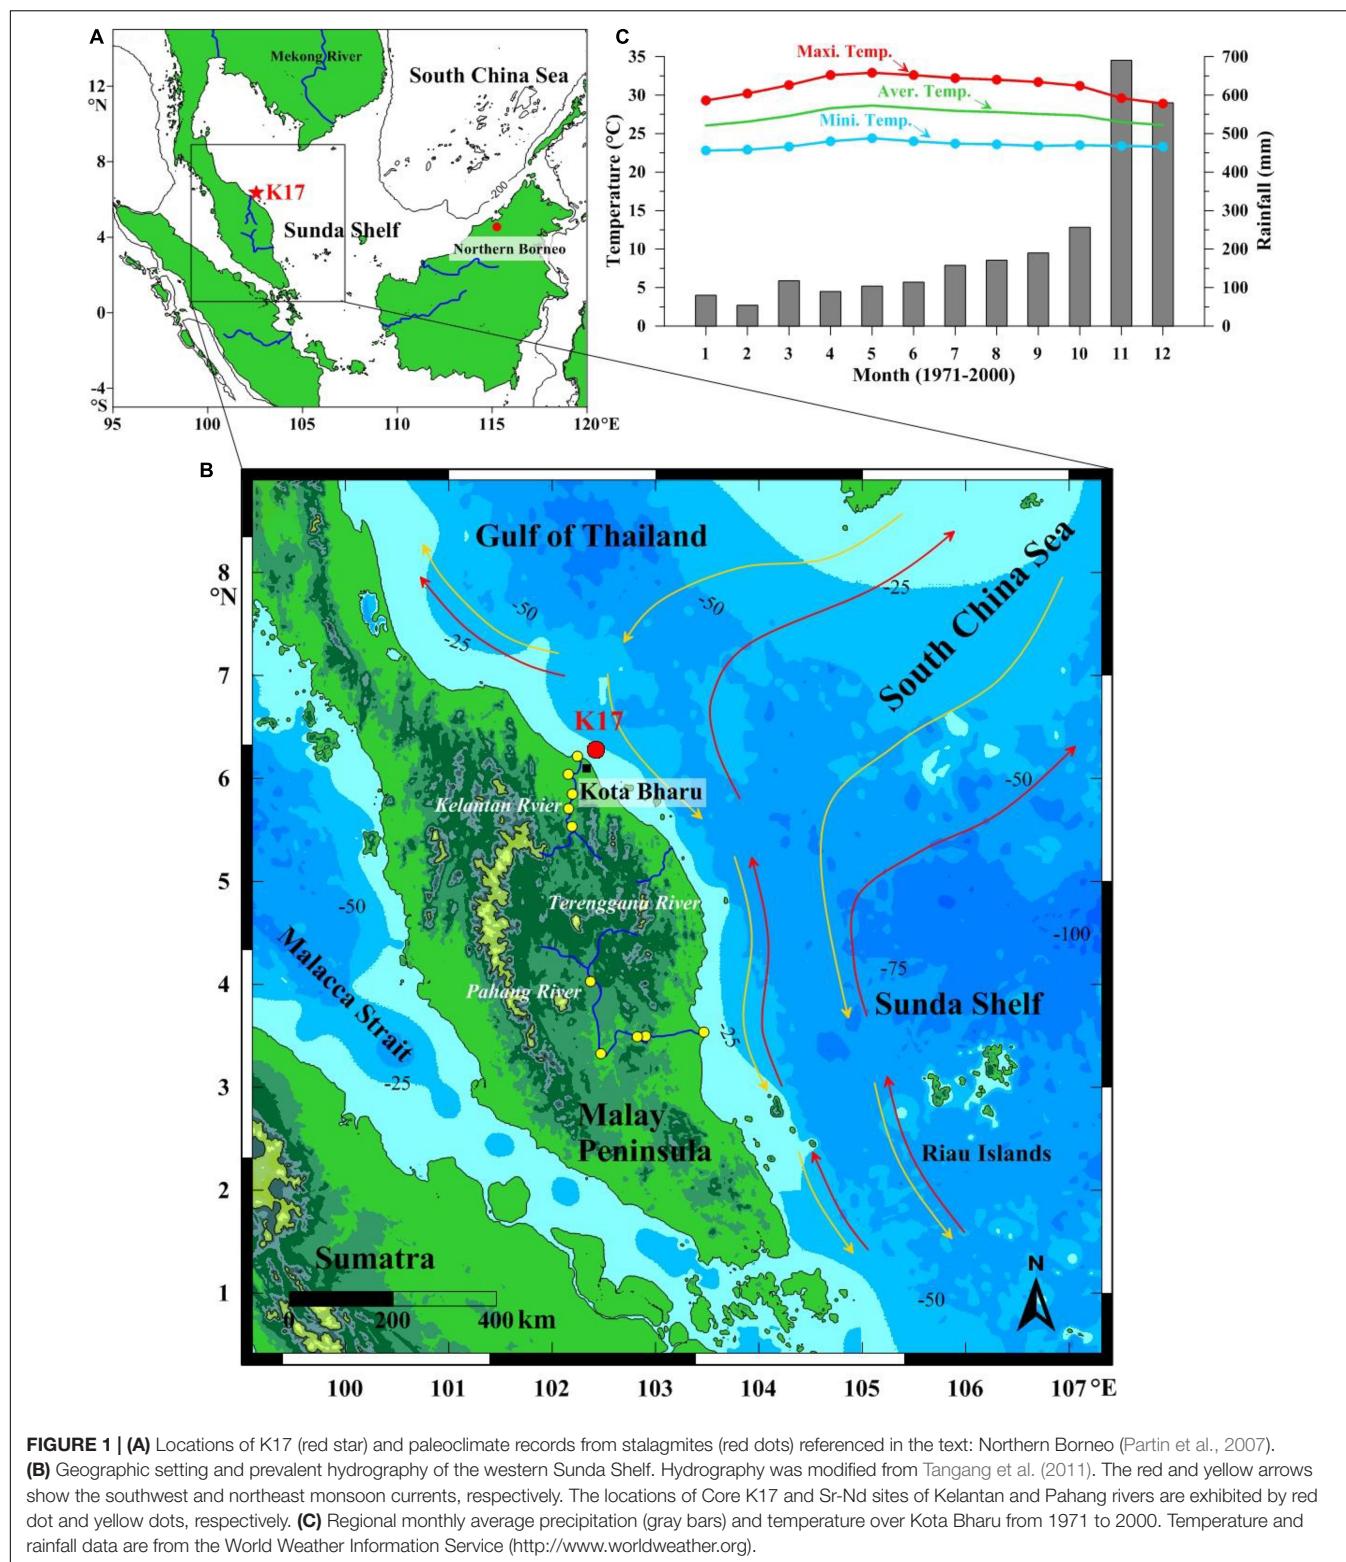 A
Mekong River
South China Sea
12
°N
8
-200
K17
Sunda Shelf
4
Northern Borneo
0
-4
°S
95
100
105
110
115
120°E
C
35
30
25
20
15
10
5
0
Temperature (°C)
Maxi. Temp.
Aver. Temp.
Mini. Temp.
700
600
500
400
300
200
100
0
Rainfall (mm)
1 2 3 4 5 6 7 8 9 10 11 12
Month (1971-2000)
B
Gulf of Thailand
South China Sea
8
°N
7
6
5
4
3
2
1
-50
-25
-50
-25
K17
Kota Bharu
Kelantan Rvier
-50
Terengganu River
-50
-100
Malacca Strait
Pahang River
-75
Sunda Shelf
-25
-25
Malay
Peninsula
Riau Islands
Sumatra
N
-50
0
200
400 km
100
101
102
103
104
105
106
107°E
FIGURE 1 | (A) Locations of K17 (red star) and paleoclimate records from stalagmites (red dots) referenced in the text: Northern Borneo (Partin et al., 2007).
(B) Geographic setting and prevalent hydrography of the western Sunda Shelf. Hydrography was modified from Tangang et al. (2011). The red and yellow arrows
show the southwest and northeast monsoon currents, respectively. The locations of Core K17 and Sr-Nd sites of Kelantan and Pahang rivers are exhibited by red
dot and yellow dots, respectively. (C) Regional monthly average precipitation (gray bars) and temperature over Kota Bharu from 1971 to 2000. Temperature and
rainfall data are from the World Weather Information Service (http://www.worldweather.org).